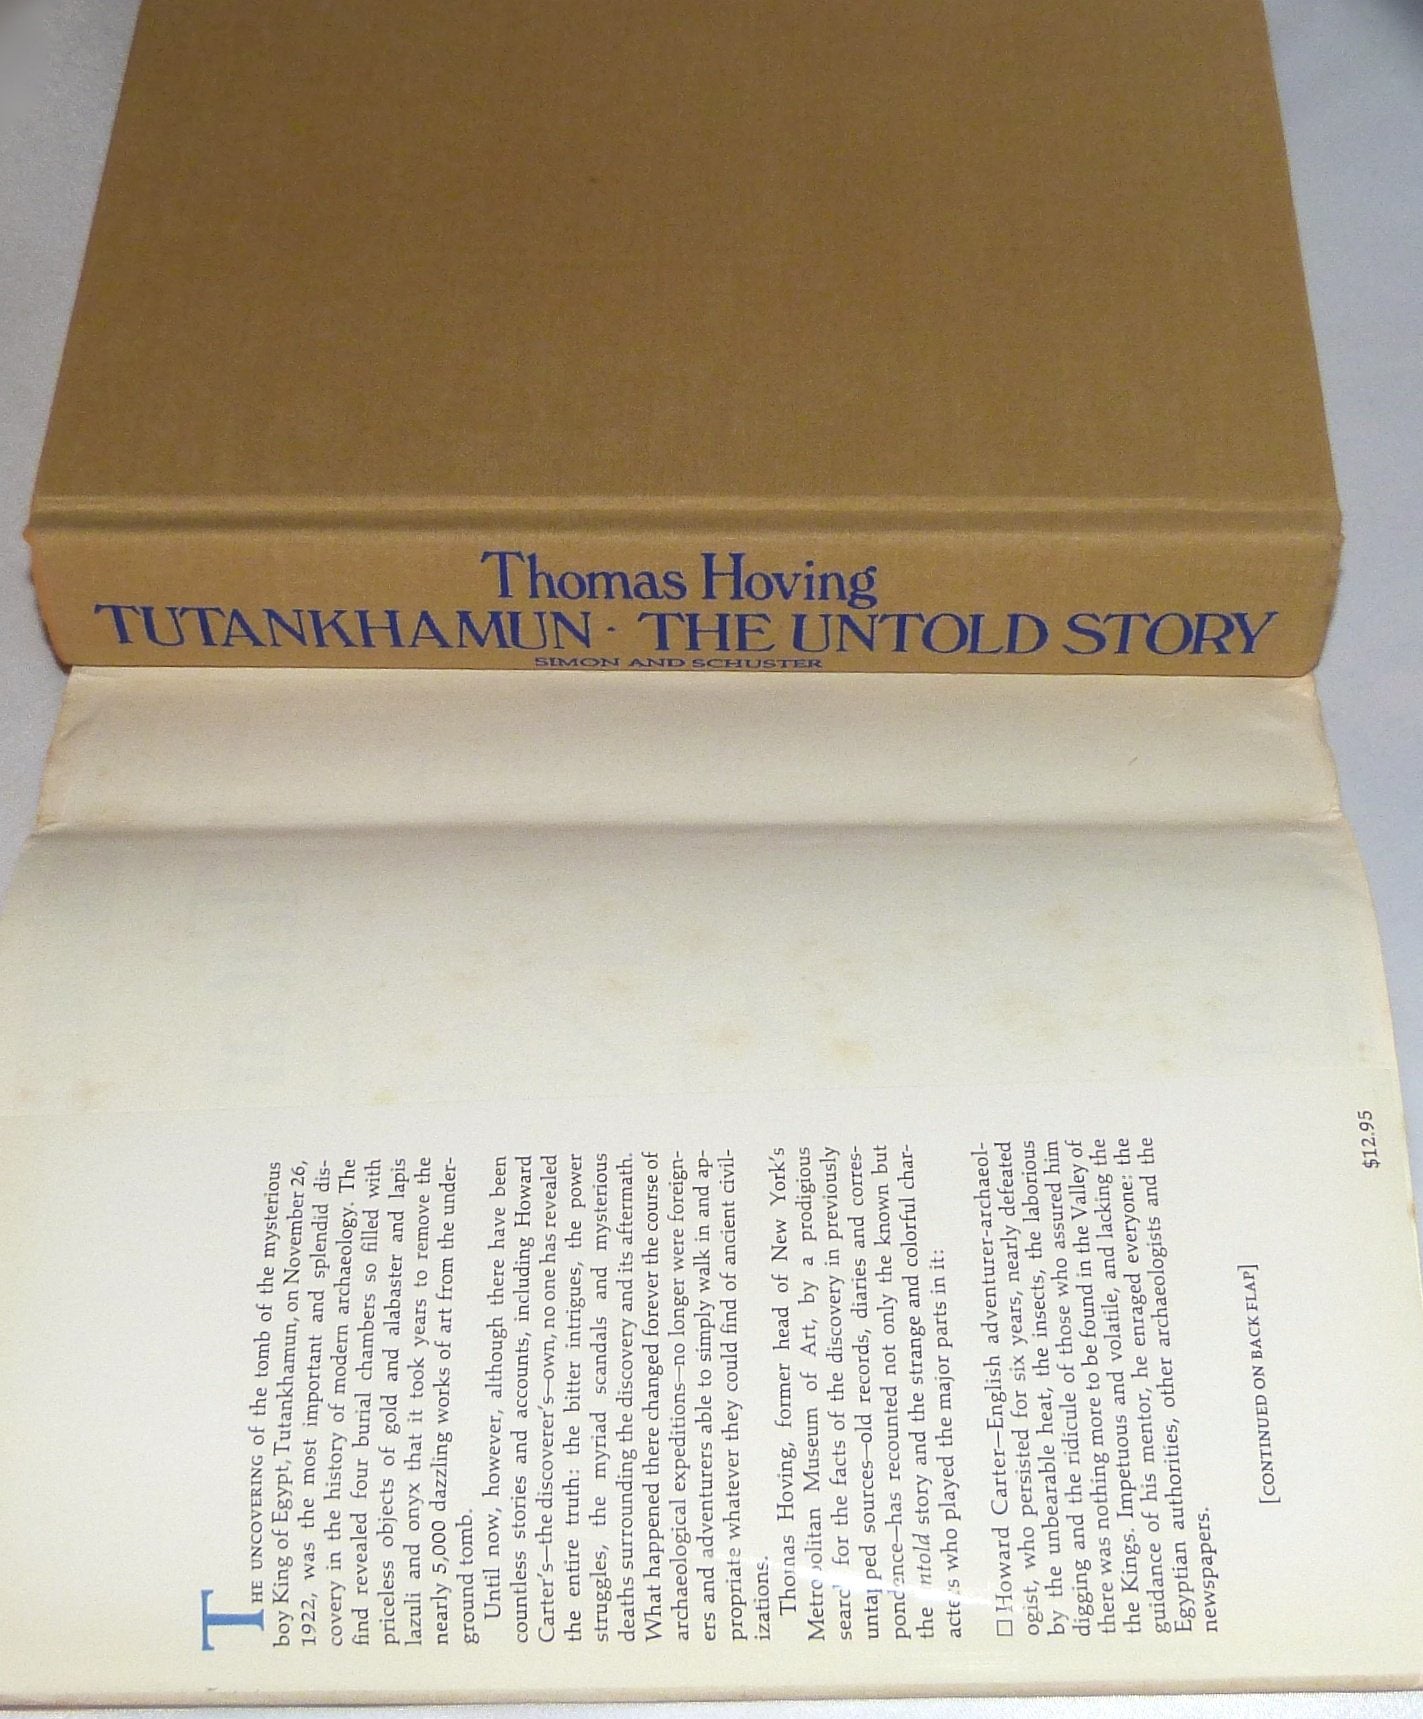 Thomas Hoving
TUTANKHAMUN · THE UNTOLD STORY
SIMON AND SCHUSTER
THE UNCOVERING of the tomb of the mysterious
boy King of Egypt, Tutankhamun, on November 26,
1922, was the most important and splendid dis-
covery in the history of modern archaeology. The
find revealed four burial chambers so filled with
priceless objects of gold and alabaster and lapis
lazuli and onyx that it took years to remove the
nearly 5,000 dazzling works of art from the under-
ground tomb.
Until now, however, although there have been
countless stories and accounts, including Howard
Carter's—the discoverer's—own, no one has revealed
the entire truth: the bitter intrigues, the power
struggles, the myriad scandals and mysterious
deaths surrounding the discovery and its aftermath.
What happened there changed forever the course of
archaeological expeditions—no longer were foreign-
ers and adventurers able to simply walk in and ap-
propriate whatever they could find of ancient civil-
izations.
Thomas Hoving, former head of New York's
Metropolitan Museum of Art, by a prodigious
search for the facts of the discovery in previously
untapped sources—old records, diaries and corres-
pondence—has recounted not only the known but
the untold story and the strange and colorful char-
acters who played the major parts in it:
□ Howard Carter—English adventurer-archaeol-
ogist, who persisted for six years, nearly defeated
by the unbearable heat, the insects, the laborious
digging and the ridicule of those who assured him
there was nothing more to be found in the Valley of
the Kings. Impetuous and volatile, and lacking the
guidance of his mentor, he enraged everyone: the
Egyptian authorities, other archaeologists and the
newspapers.
[CONTINUED ON BACK FLAP]
$12.95